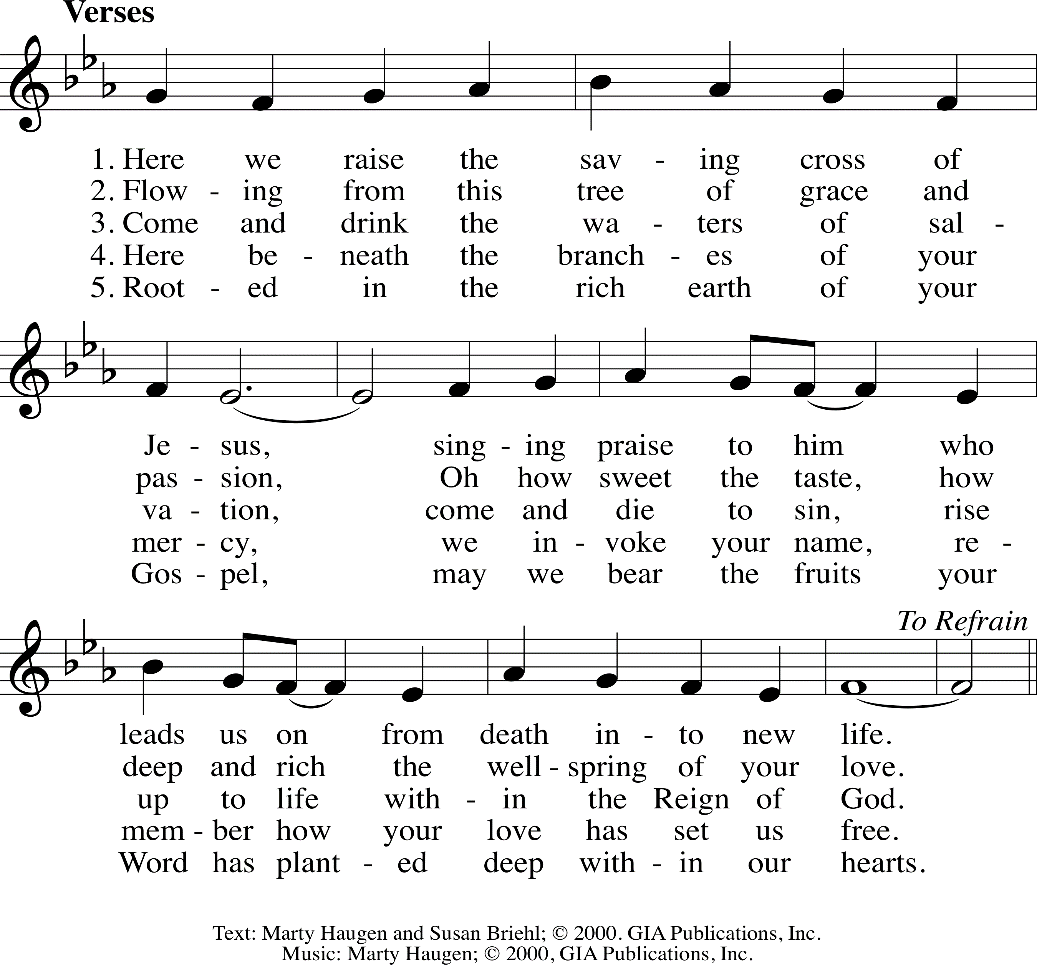 Verses
1. Here we raise the sav - ing cross of
2. Flow - ing from this tree of grace and
3. Come and drink the wa - ters of sal -
4. Here be - neath the branch - es of your
5. Root - ed in the rich earth of your
Je - sus, sing - ing praise to him who
pas - sion, Oh how sweet the taste, how
va - tion, come and die to sin, rise
mer - cy, we in - voke your name, re -
Gos - pel, may we bear the fruits your
To Refrain
leads us on from death in - to new life.
deep and rich the well - spring of your love.
up to life with - in the Reign of God.
mem - ber how your love has set us free.
Word has plant - ed deep with - in our hearts.
Text: Marty Haugen and Susan Briehl; © 2000. GIA Publications, Inc.
Music: Marty Haugen; © 2000, GIA Publications, Inc.